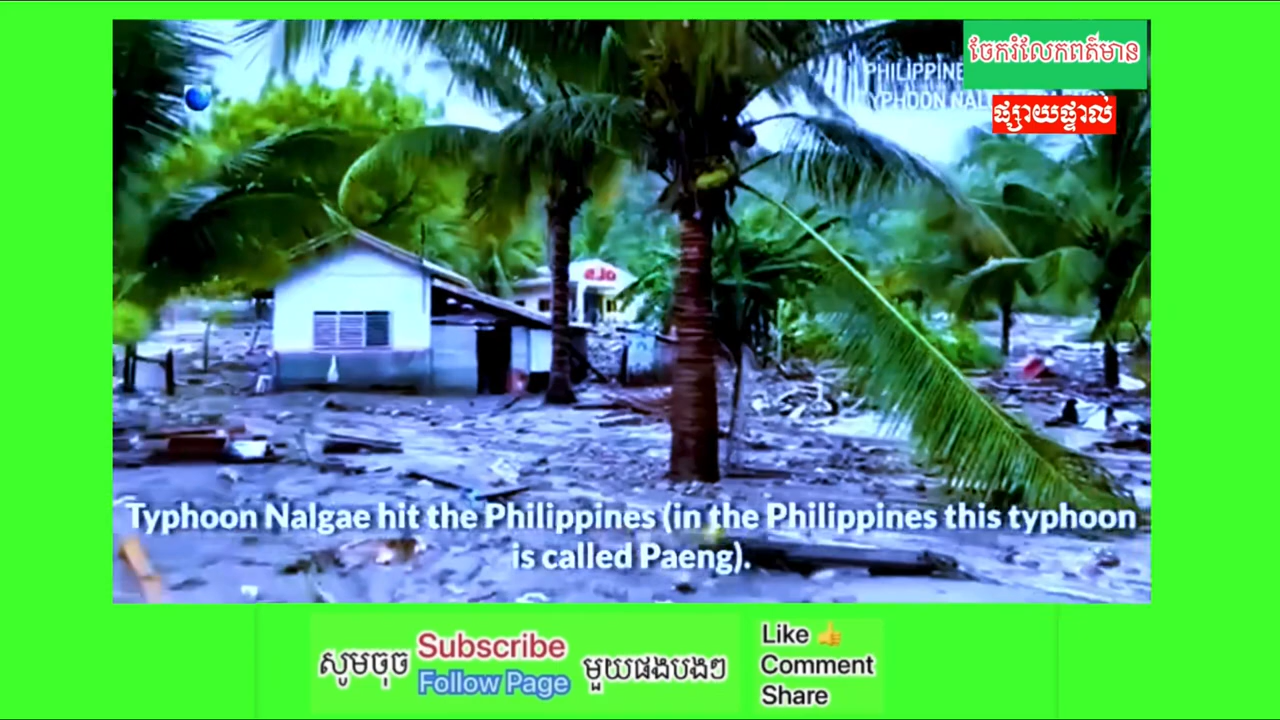 ចែករំលែកពត៌មាន
PHILIPPINE
ផ្សាយផ្ទាល់
Typhoon Nalgae hit the Philippines (in the Philippines this typhoon
is called Paeng).
សូមចុច Subscribe
Follow Page
មួយផងបងៗ
Like 👍
Comment
Share